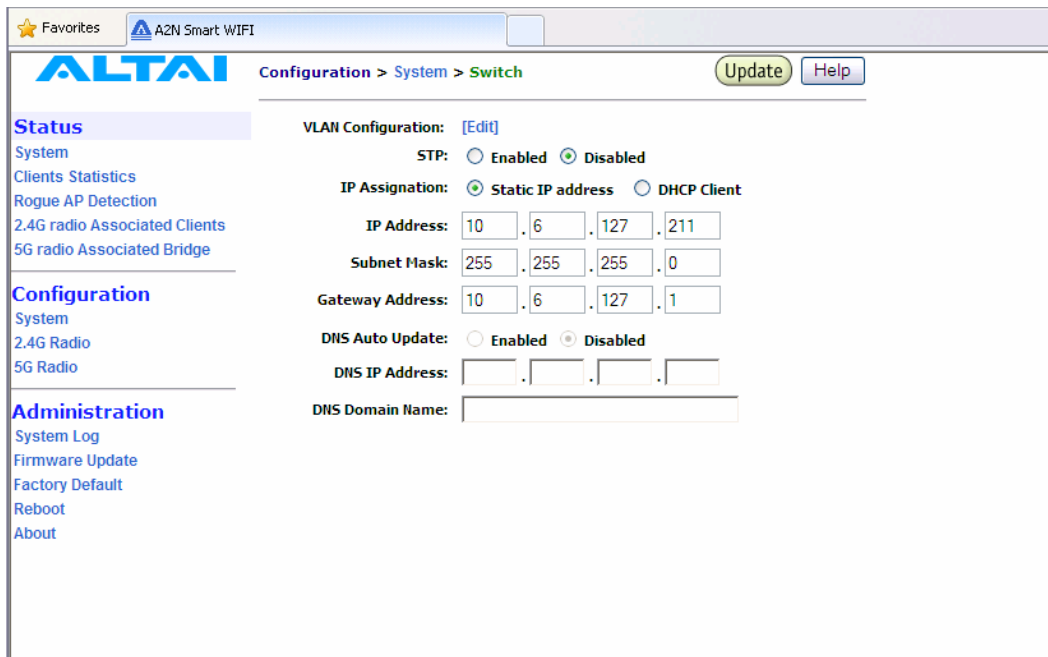 Favorites A2N Smart WIFI
ALTAI
Configuration > System > Switch Update Help
Status
System
Clients Statistics
Rogue AP Detection
2.4G radio Associated Clients
5G radio Associated Bridge
Configuration
System
2.4G Radio
5G Radio
Administration
System Log
Firmware Update
Factory Default
Reboot
About
VLAN Configuration: [Edit]
STP: Enabled Disabled
IP Assignation: Static IP address DHCP Client
IP Address: 10 . 6 . 127 . 211
Subnet Mask: 255 . 255 . 255 . 0
Gateway Address: 10 . 6 . 127 . 1
DNS Auto Update: Enabled Disabled
DNS IP Address: . . .
DNS Domain Name: